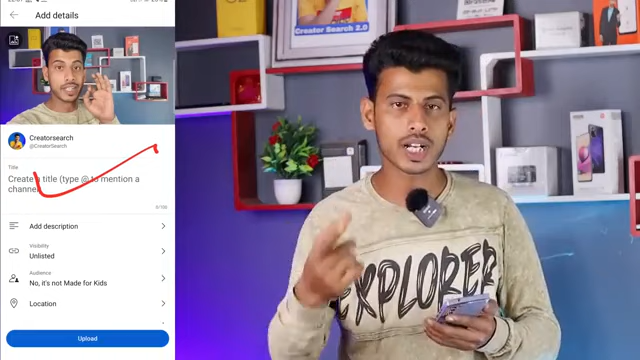 Add details
Creatorsearch
@CreatorSearch
Title
Create a title (type @ to mention a
channel
0/100
Add description
Visibility
Unlisted
Audience
No, it's not Made for Kids
Location
Upload
Creator Search 2.0
EXPLORER